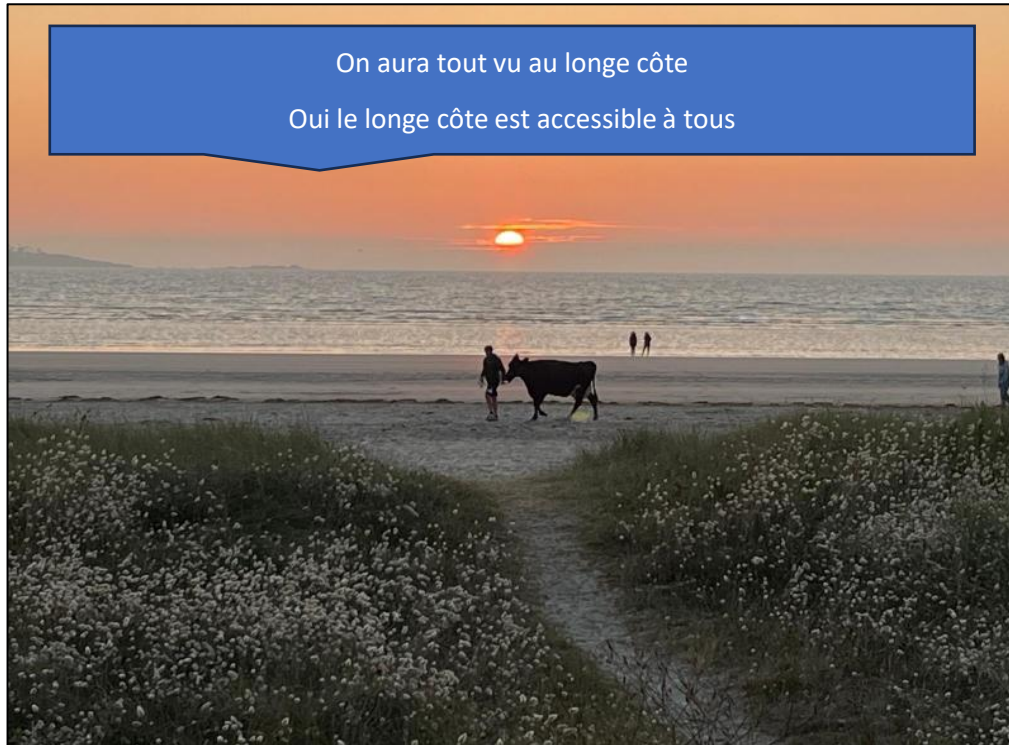 On aura tout vu au longe côte
Oui le longe côte est accessible à tous